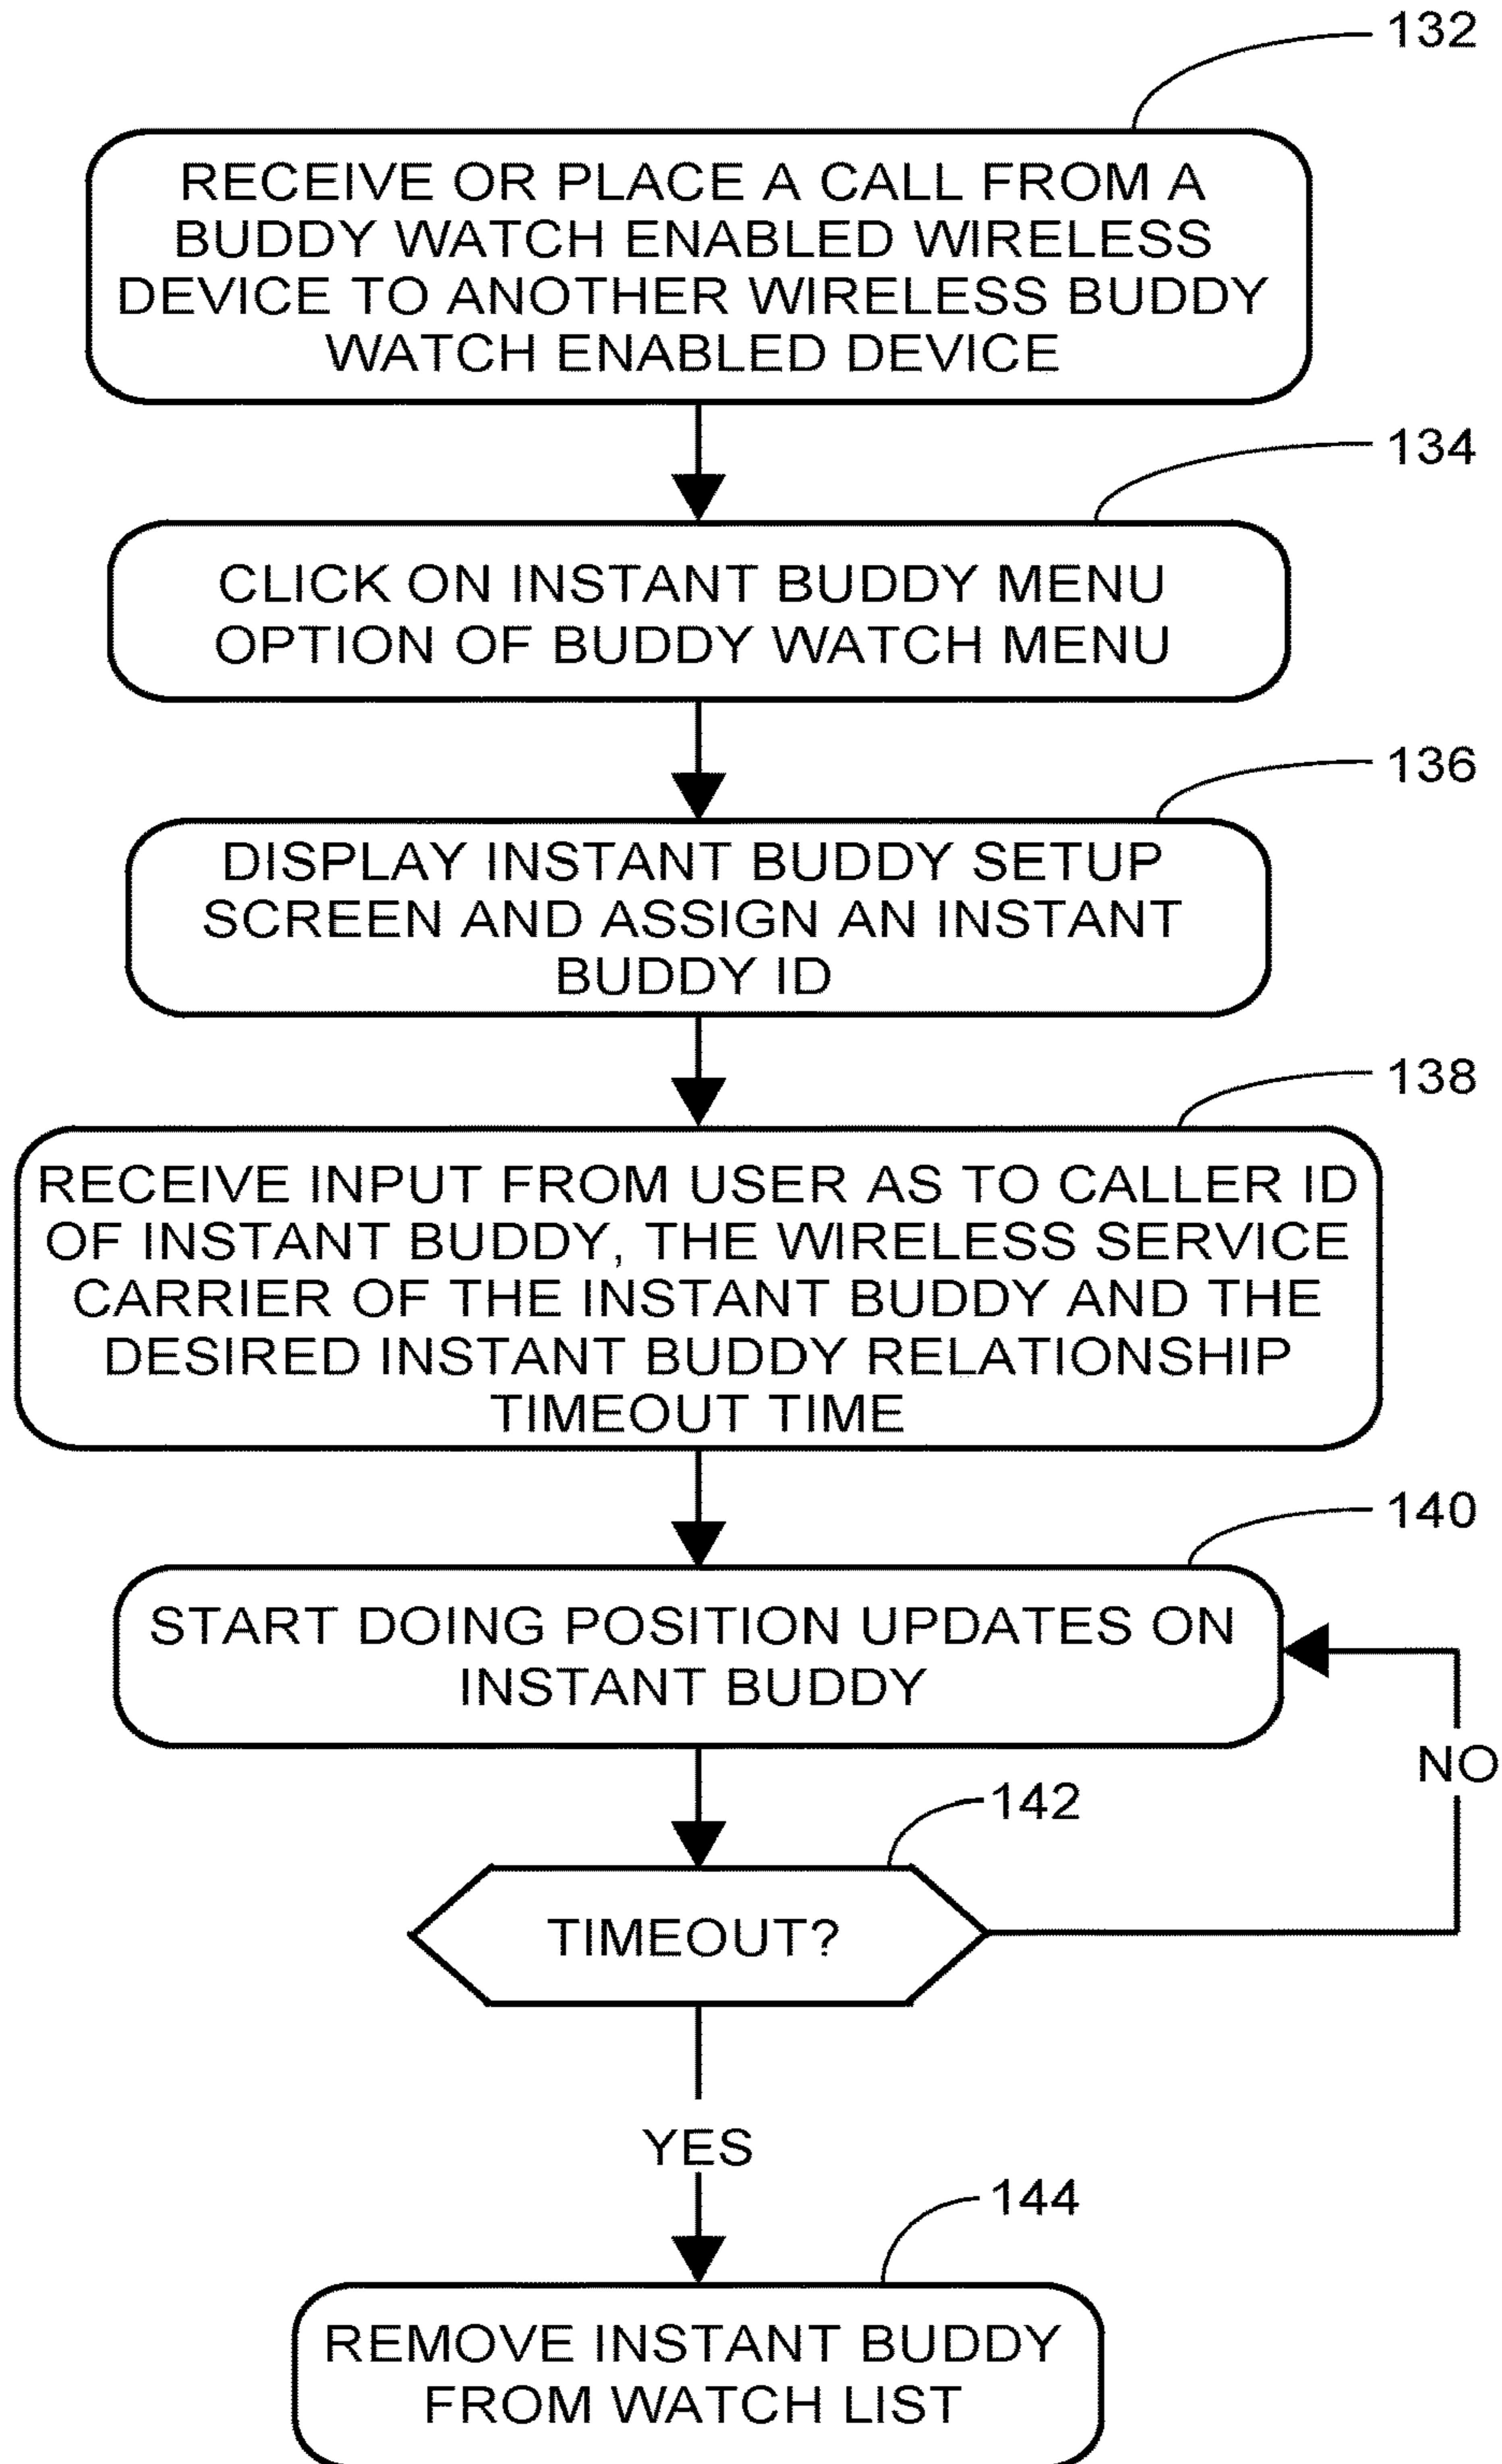 132
RECEIVE OR PLACE A CALL FROM A
BUDDY WATCH ENABLED WIRELESS
DEVICE TO ANOTHER WIRELESS BUDDY
WATCH ENABLED DEVICE
134
CLICK ON INSTANT BUDDY MENU
OPTION OF BUDDY WATCH MENU
136
DISPLAY INSTANT BUDDY SETUP
SCREEN AND ASSIGN AN INSTANT
BUDDY ID
138
RECEIVE INPUT FROM USER AS TO CALLER ID
OF INSTANT BUDDY, THE WIRELESS SERVICE
CARRIER OF THE INSTANT BUDDY AND THE
DESIRED INSTANT BUDDY RELATIONSHIP
TIMEOUT TIME
140
START DOING POSITION UPDATES ON
INSTANT BUDDY
NO
142
TIMEOUT?
YES
144
REMOVE INSTANT BUDDY
FROM WATCH LIST